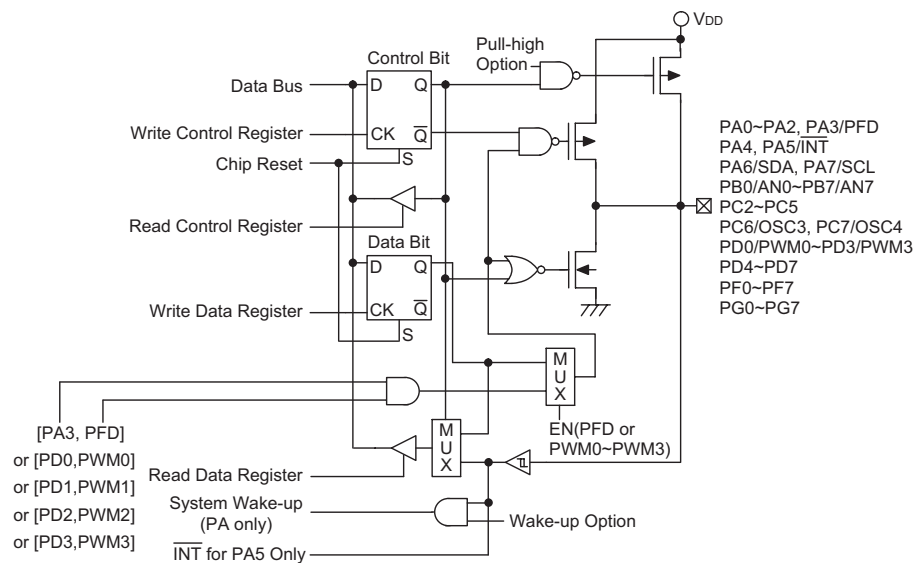 VDD
Control Bit
Pull-high
Option
Data Bus
D
Q
Write Control Register
CK
Q̅
S
Chip Reset
PA0~PA2, PA3/PFD
PA4, PA5/I̅N̅T̅
PA6/SDA, PA7/SCL
PB0/AN0~PB7/AN7
PC2~PC5
PC6/OSC3, PC7/OSC4
PD0/PWM0~PD3/PWM3
PD4~PD7
PF0~PF7
PG0~PG7
Read Control Register
Data Bit
D
Q
Write Data Register
CK
Q̅
S
M
U
X
EN(PFD or
PWM0~PWM3)
[PA3, PFD]
or [PD0,PWM0]
or [PD1,PWM1]
or [PD2,PWM2]
or [PD3,PWM3]
M
U
X
Read Data Register
System Wake-up
(PA only)
Wake-up Option
I̅N̅T̅ for PA5 Only